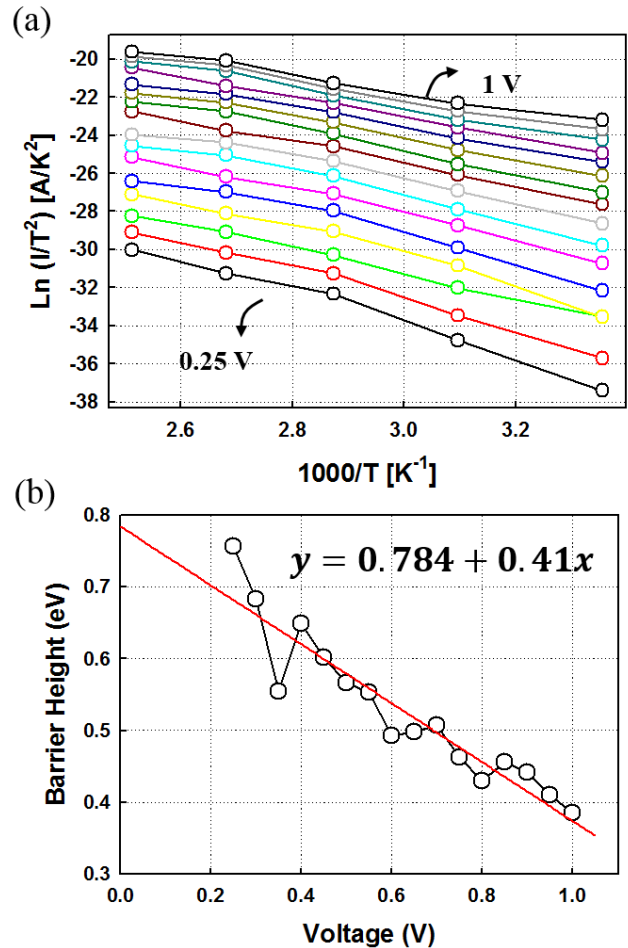 (a)
Ln (I/T²) [A/K²]
-20
-22
-24
-26
-28
-30
-32
-34
-36
-38
1 V
0.25 V
2.6 2.8 3.0 3.2
1000/T [K⁻¹]
(b)
Barrier Height (eV)
0.8
0.7
0.6
0.5
0.4
0.3
y = 0.784 + 0.41x
0.0 0.2 0.4 0.6 0.8 1.0
Voltage (V)